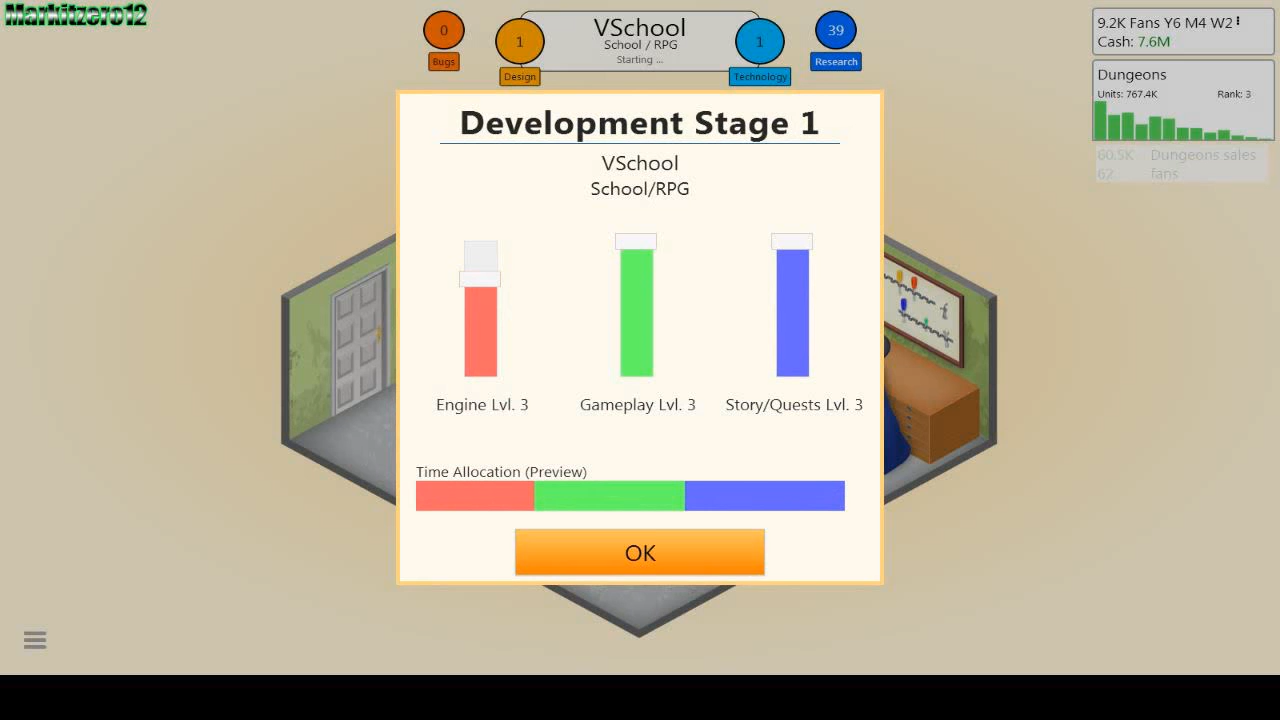 Markitzero12
0
Bugs
1
Design
VSchool
School / RPG
Starting ...
1
Technology
39
Research
9.2K Fans Y6 M4 W2
Cash: 7.6M
Dungeons
Units: 767.4K Rank: 3
60.5K Dungeons sales
62 fans
Development Stage 1
VSchool
School/RPG
Engine Lvl. 3
Gameplay Lvl. 3
Story/Quests Lvl. 3
Time Allocation (Preview)
OK